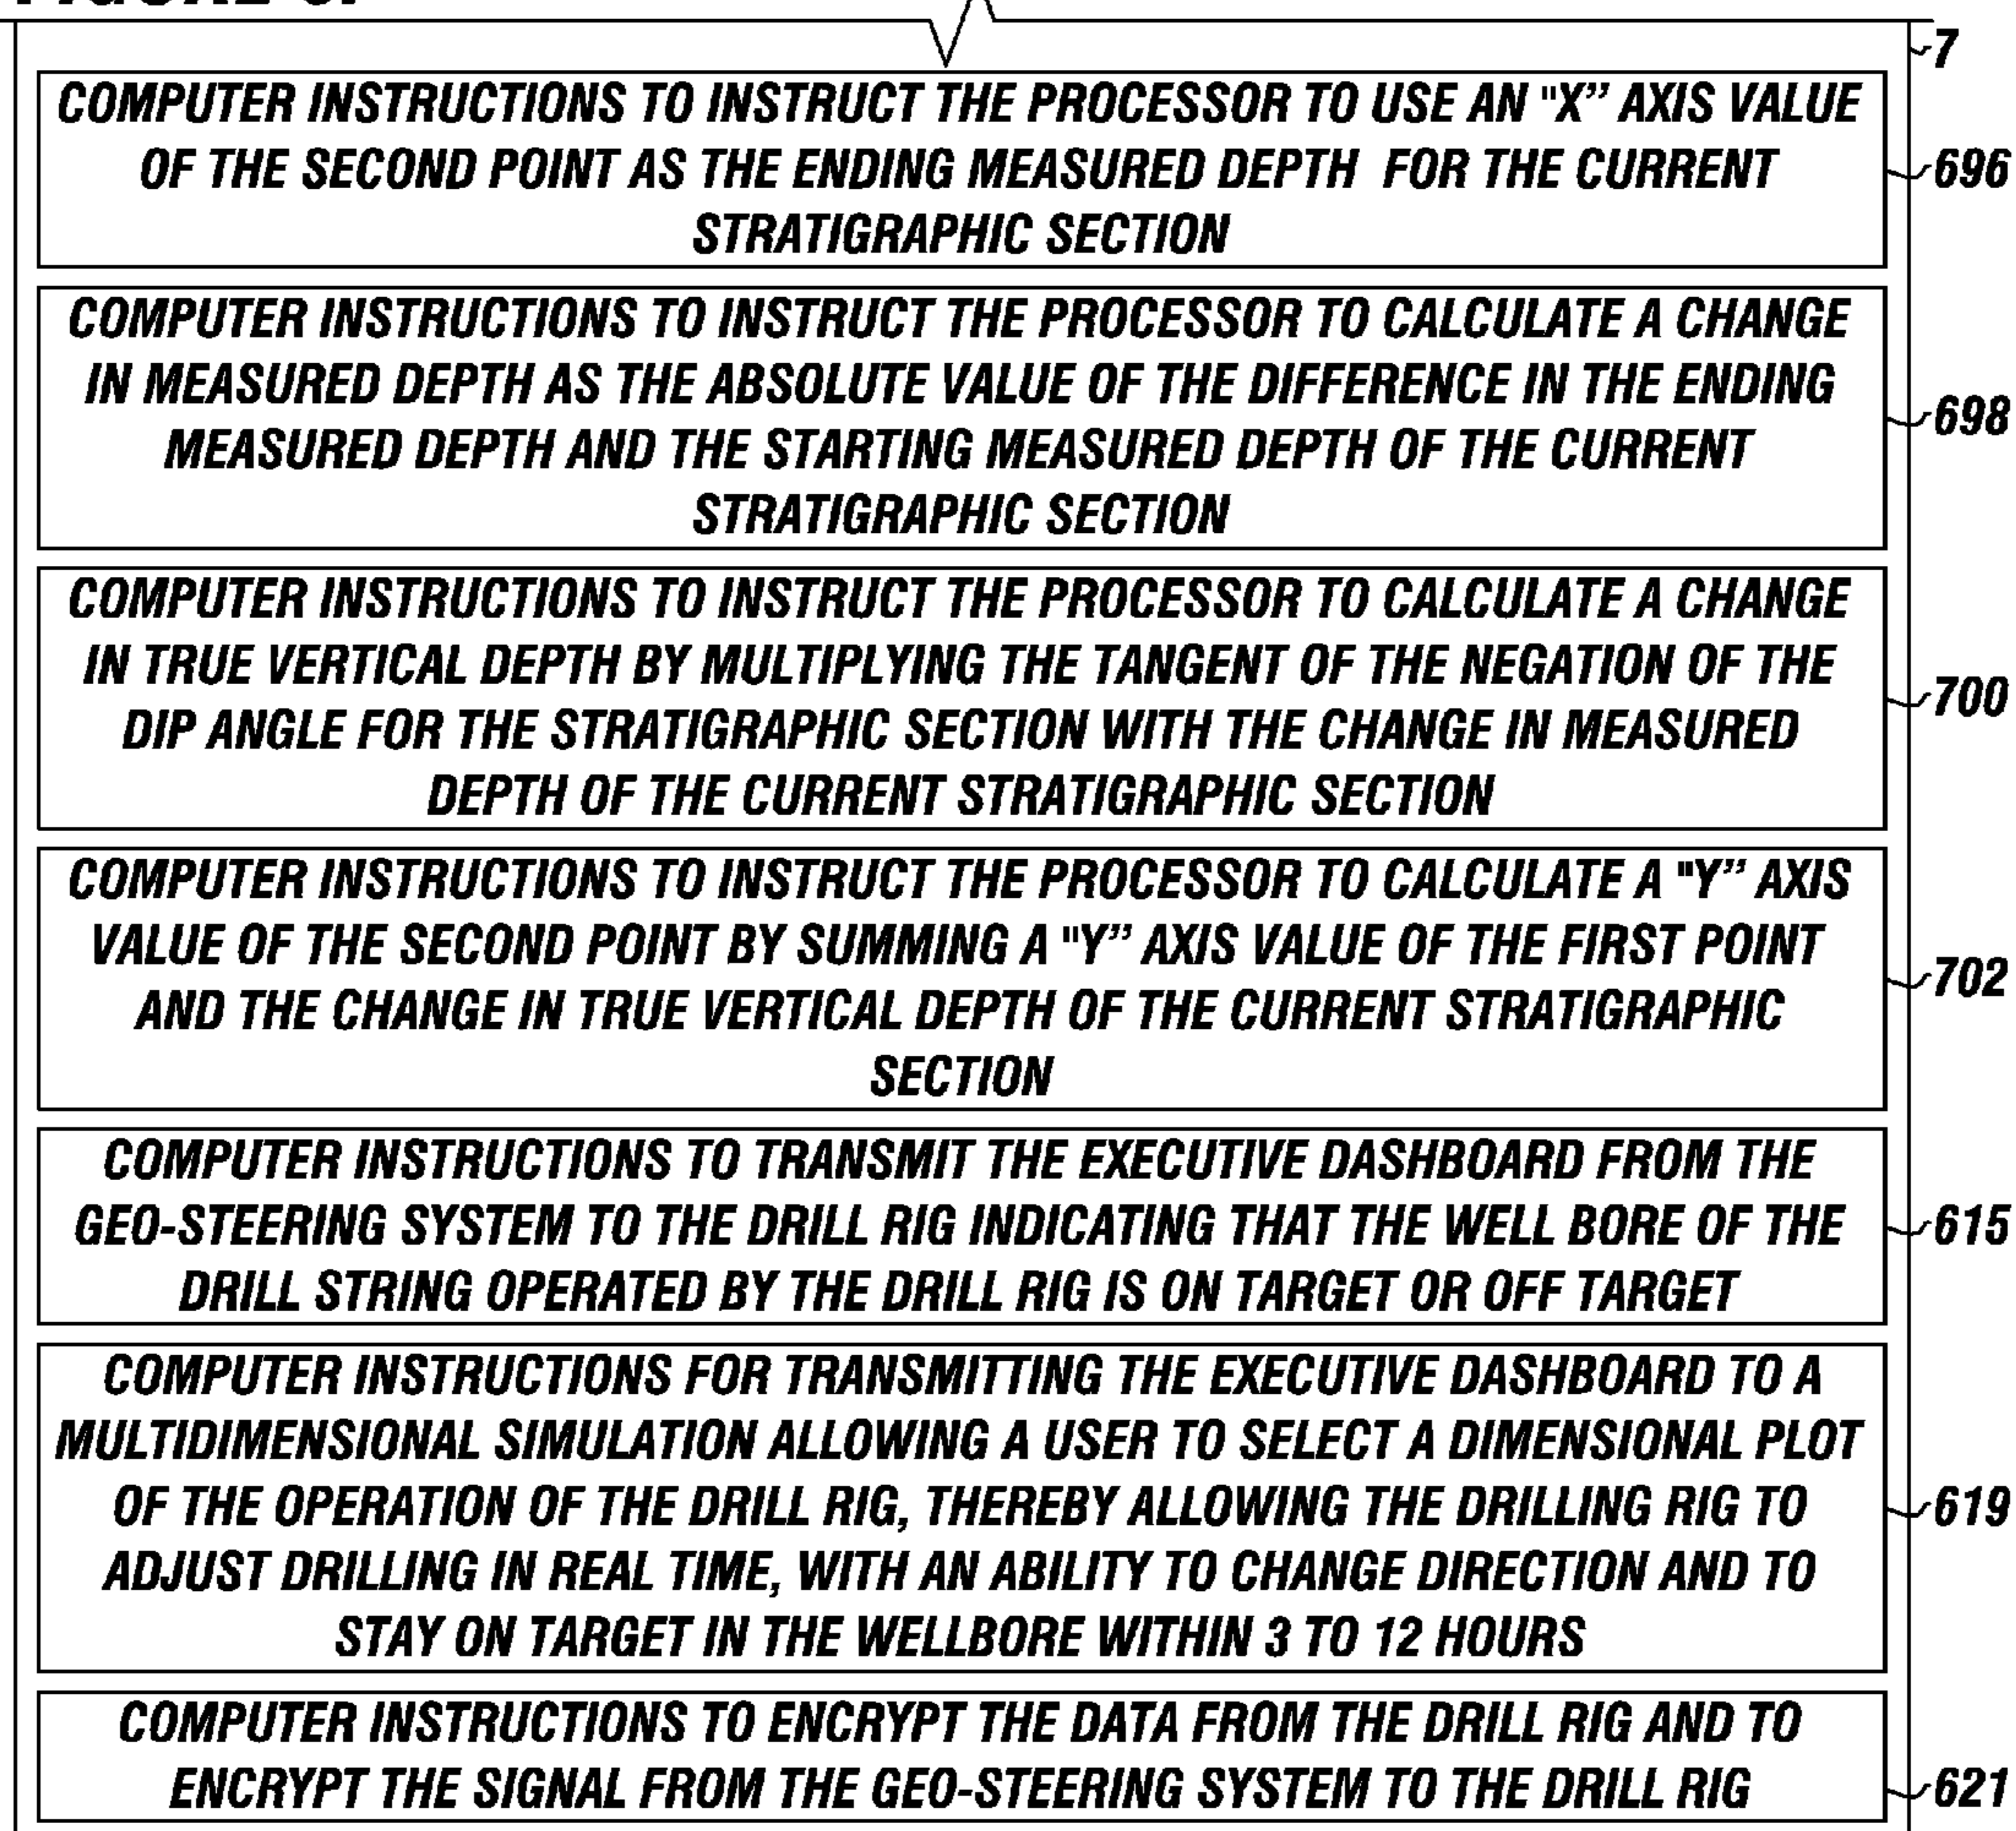 7
COMPUTER INSTRUCTIONS TO INSTRUCT THE PROCESSOR TO USE AN "X” AXIS VALUE
OF THE SECOND POINT AS THE ENDING MEASURED DEPTH FOR THE CURRENT
STRATIGRAPHIC SECTION
696
COMPUTER INSTRUCTIONS TO INSTRUCT THE PROCESSOR TO CALCULATE A CHANGE
IN MEASURED DEPTH AS THE ABSOLUTE VALUE OF THE DIFFERENCE IN THE ENDING
MEASURED DEPTH AND THE STARTING MEASURED DEPTH OF THE CURRENT
STRATIGRAPHIC SECTION
698
COMPUTER INSTRUCTIONS TO INSTRUCT THE PROCESSOR TO CALCULATE A CHANGE
IN TRUE VERTICAL DEPTH BY MULTIPLYING THE TANGENT OF THE NEGATION OF THE
DIP ANGLE FOR THE STRATIGRAPHIC SECTION WITH THE CHANGE IN MEASURED
DEPTH OF THE CURRENT STRATIGRAPHIC SECTION
700
COMPUTER INSTRUCTIONS TO INSTRUCT THE PROCESSOR TO CALCULATE A "Y” AXIS
VALUE OF THE SECOND POINT BY SUMMING A "Y” AXIS VALUE OF THE FIRST POINT
AND THE CHANGE IN TRUE VERTICAL DEPTH OF THE CURRENT STRATIGRAPHIC
SECTION
702
COMPUTER INSTRUCTIONS TO TRANSMIT THE EXECUTIVE DASHBOARD FROM THE
GEO-STEERING SYSTEM TO THE DRILL RIG INDICATING THAT THE WELL BORE OF THE
DRILL STRING OPERATED BY THE DRILL RIG IS ON TARGET OR OFF TARGET
615
COMPUTER INSTRUCTIONS FOR TRANSMITTING THE EXECUTIVE DASHBOARD TO A
MULTIDIMENSIONAL SIMULATION ALLOWING A USER TO SELECT A DIMENSIONAL PLOT
OF THE OPERATION OF THE DRILL RIG, THEREBY ALLOWING THE DRILLING RIG TO
ADJUST DRILLING IN REAL TIME, WITH AN ABILITY TO CHANGE DIRECTION AND TO
STAY ON TARGET IN THE WELLBORE WITHIN 3 TO 12 HOURS
619
COMPUTER INSTRUCTIONS TO ENCRYPT THE DATA FROM THE DRILL RIG AND TO
ENCRYPT THE SIGNAL FROM THE GEO-STEERING SYSTEM TO THE DRILL RIG
621